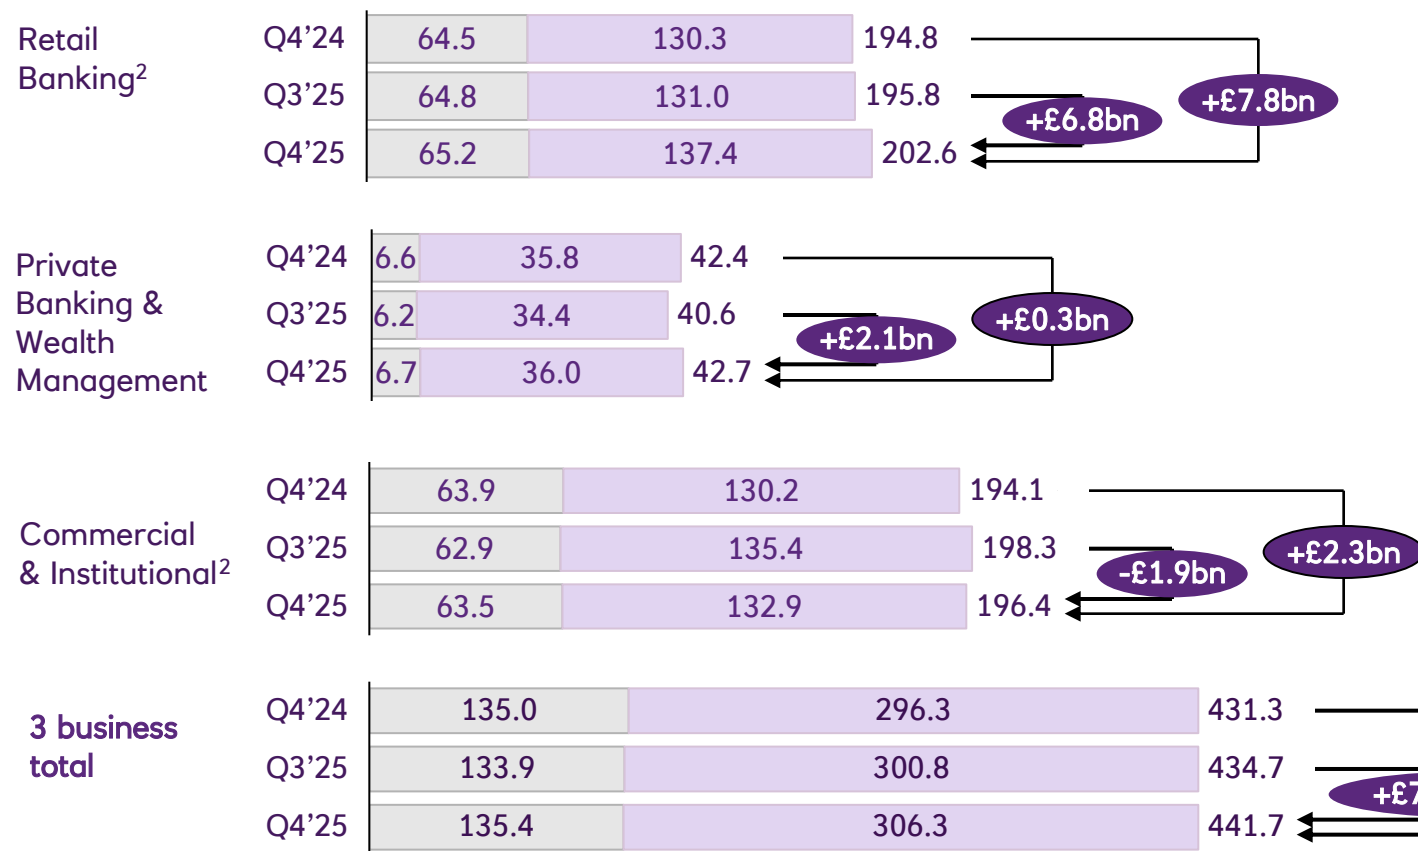 Retail
Banking²
Q4’24 64.5 130.3 194.8
Q3’25 64.8 131.0 195.8
Q4’25 65.2 137.4 202.6
+£6.8bn
+£7.8bn
Private
Banking &
Wealth
Management
Q4’24 6.6 35.8 42.4
Q3’25 6.2 34.4 40.6
Q4’25 6.7 36.0 42.7
+£2.1bn
+£0.3bn
Commercial
& Institutional²
Q4’24 63.9 130.2 194.1
Q3’25 62.9 135.4 198.3
Q4’25 63.5 132.9 196.4
-£1.9bn
+£2.3bn
3 business
total
Q4’24 135.0 296.3 431.3
Q3’25 133.9 300.8 434.7
Q4’25 135.4 306.3 441.7